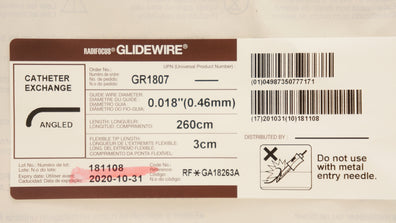 RADIFOCUS® GLIDEWIRE®
CATHETER
EXCHANGE
ANGLED
Order No.:
UPN (Universal Product Number)
GR1807
GUIDE WIRE DIAMETER:
0.018"(0.46mm)
LENGTH; LONGUEUR:
260cm
FLEXIBLE TIP LENGTH:
3cm
181108
2020-10-31
RF✱GA18263A
(01)04987350777171
(17)201031(10)181108
DISTRIBUTED BY
Do not use
with metal
entry needle.